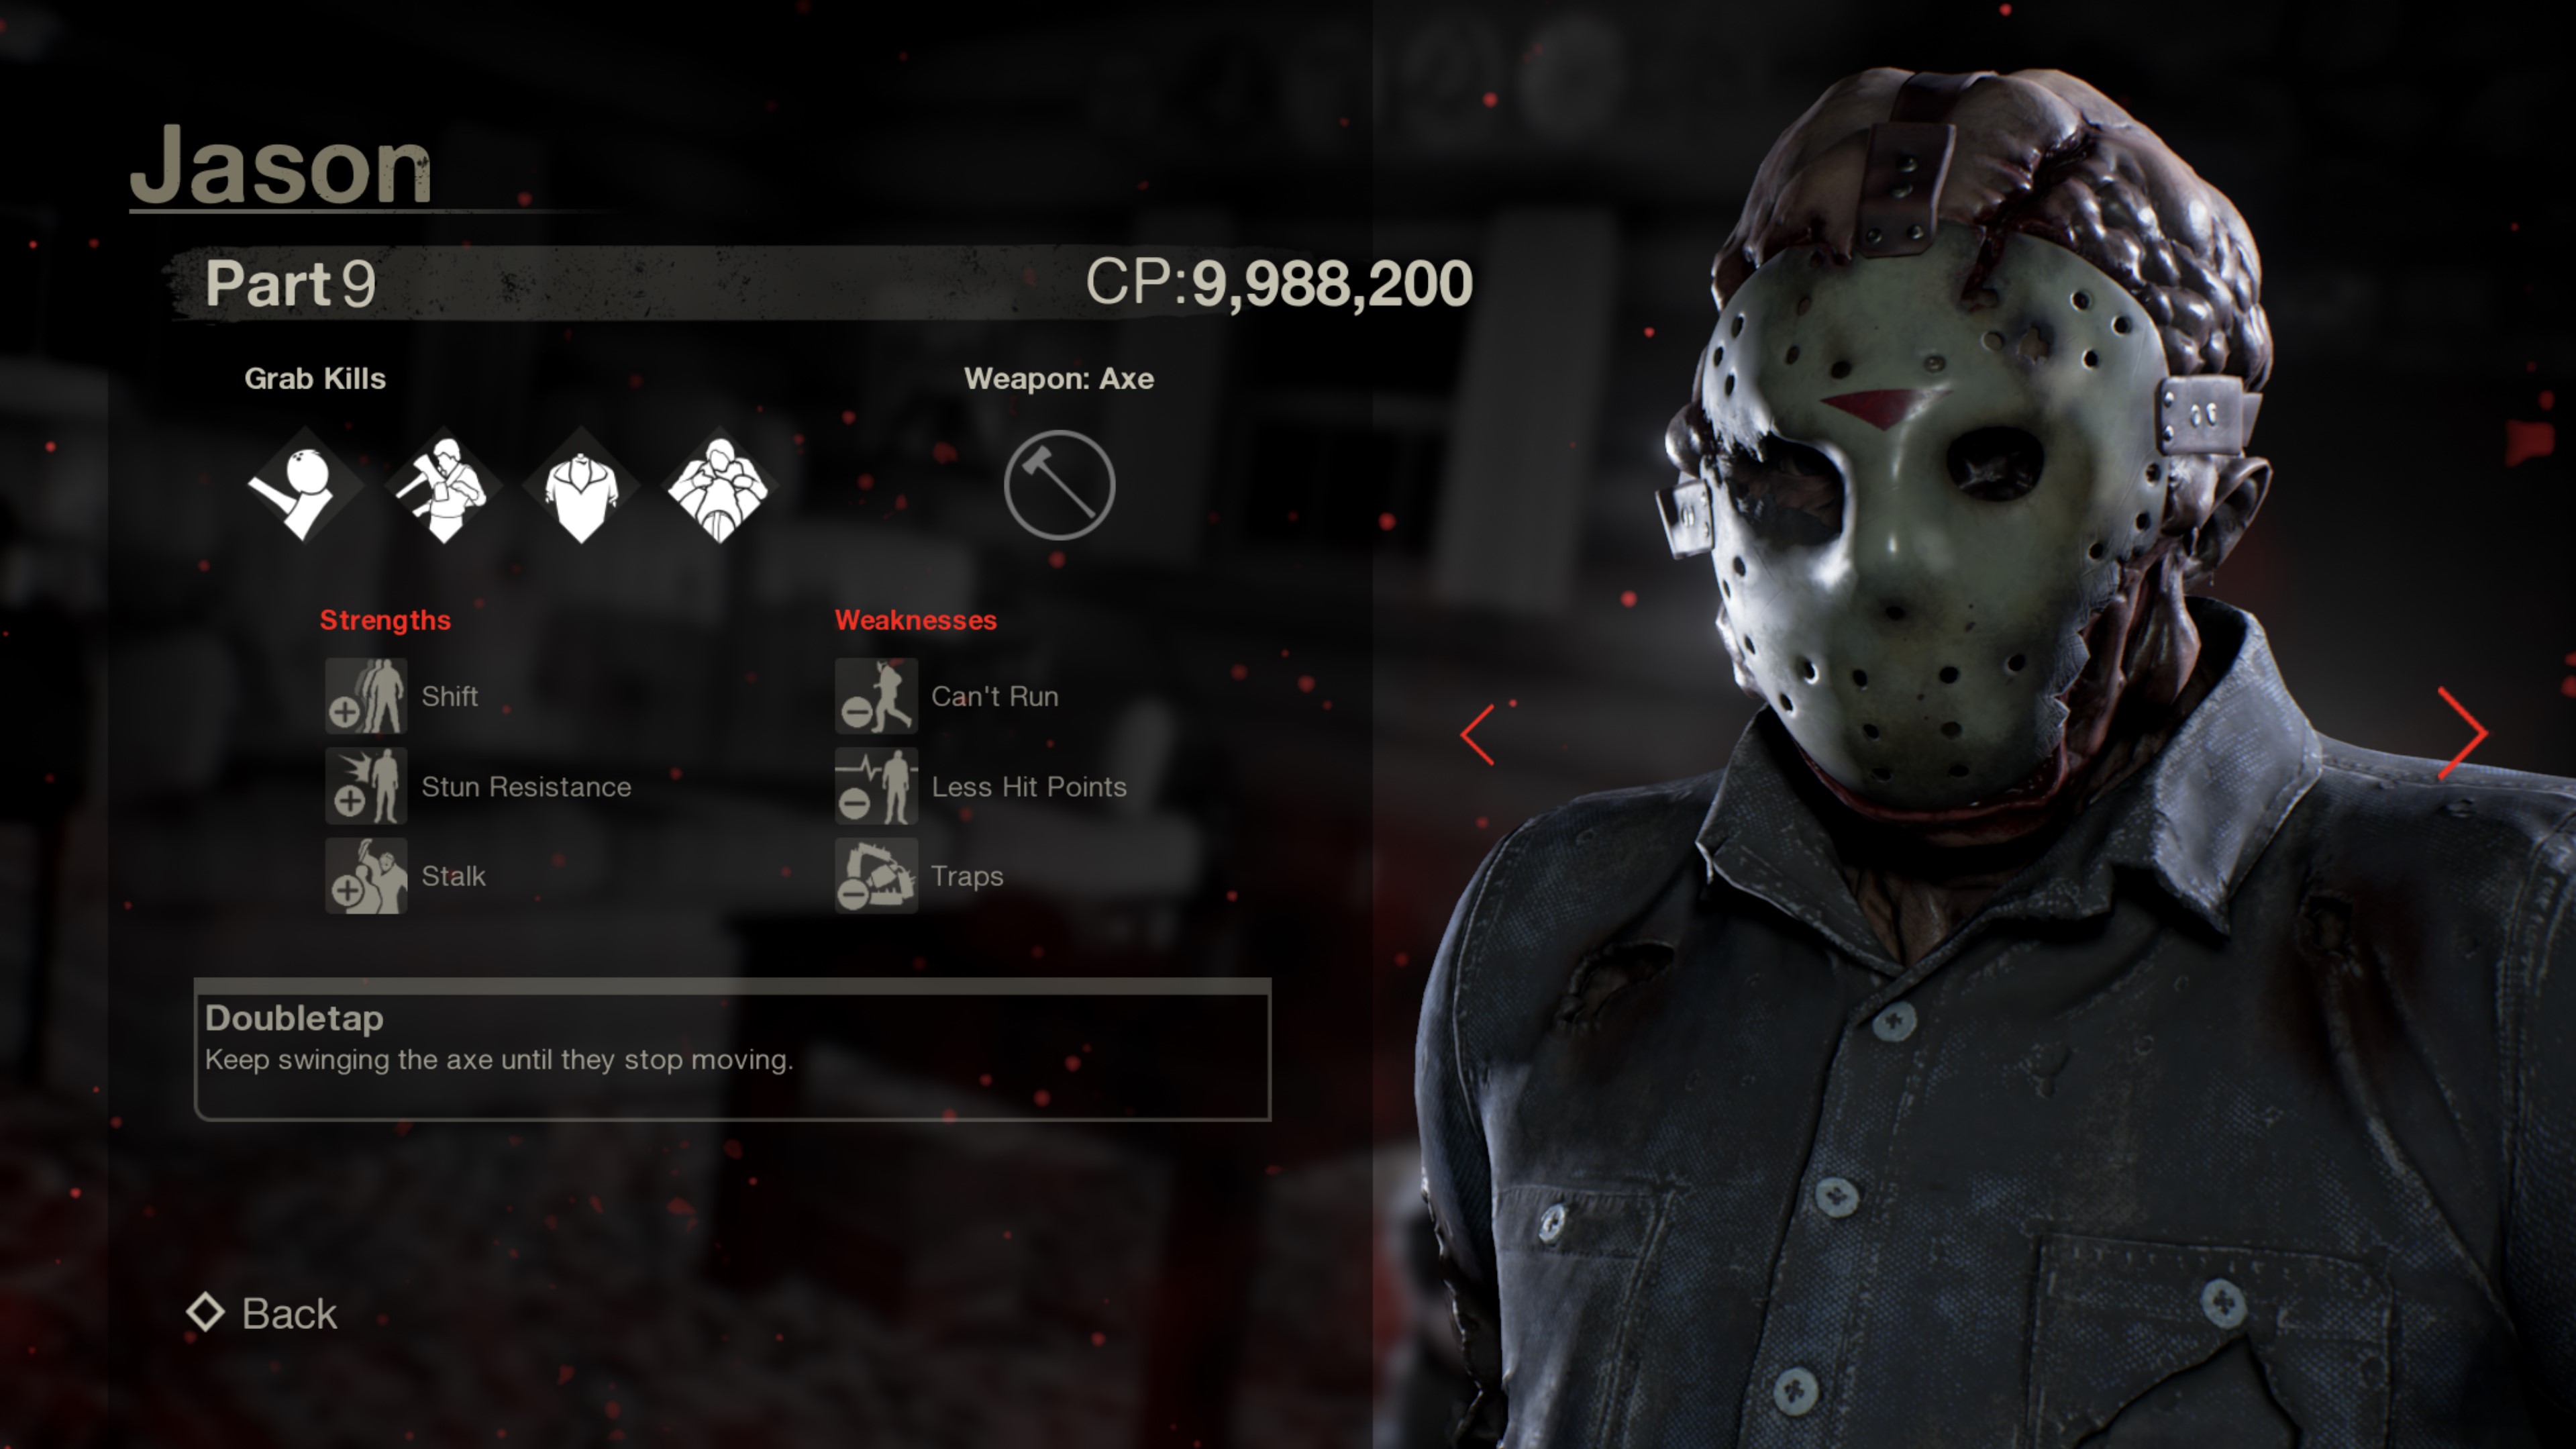 Jason
Part 9
CP:9,988,200
Grab Kills
Weapon: Axe
Strengths
Weaknesses
Shift
Can't Run
Stun Resistance
Less Hit Points
Stalk
Traps
Doubletap
Keep swinging the axe until they stop moving.
Back